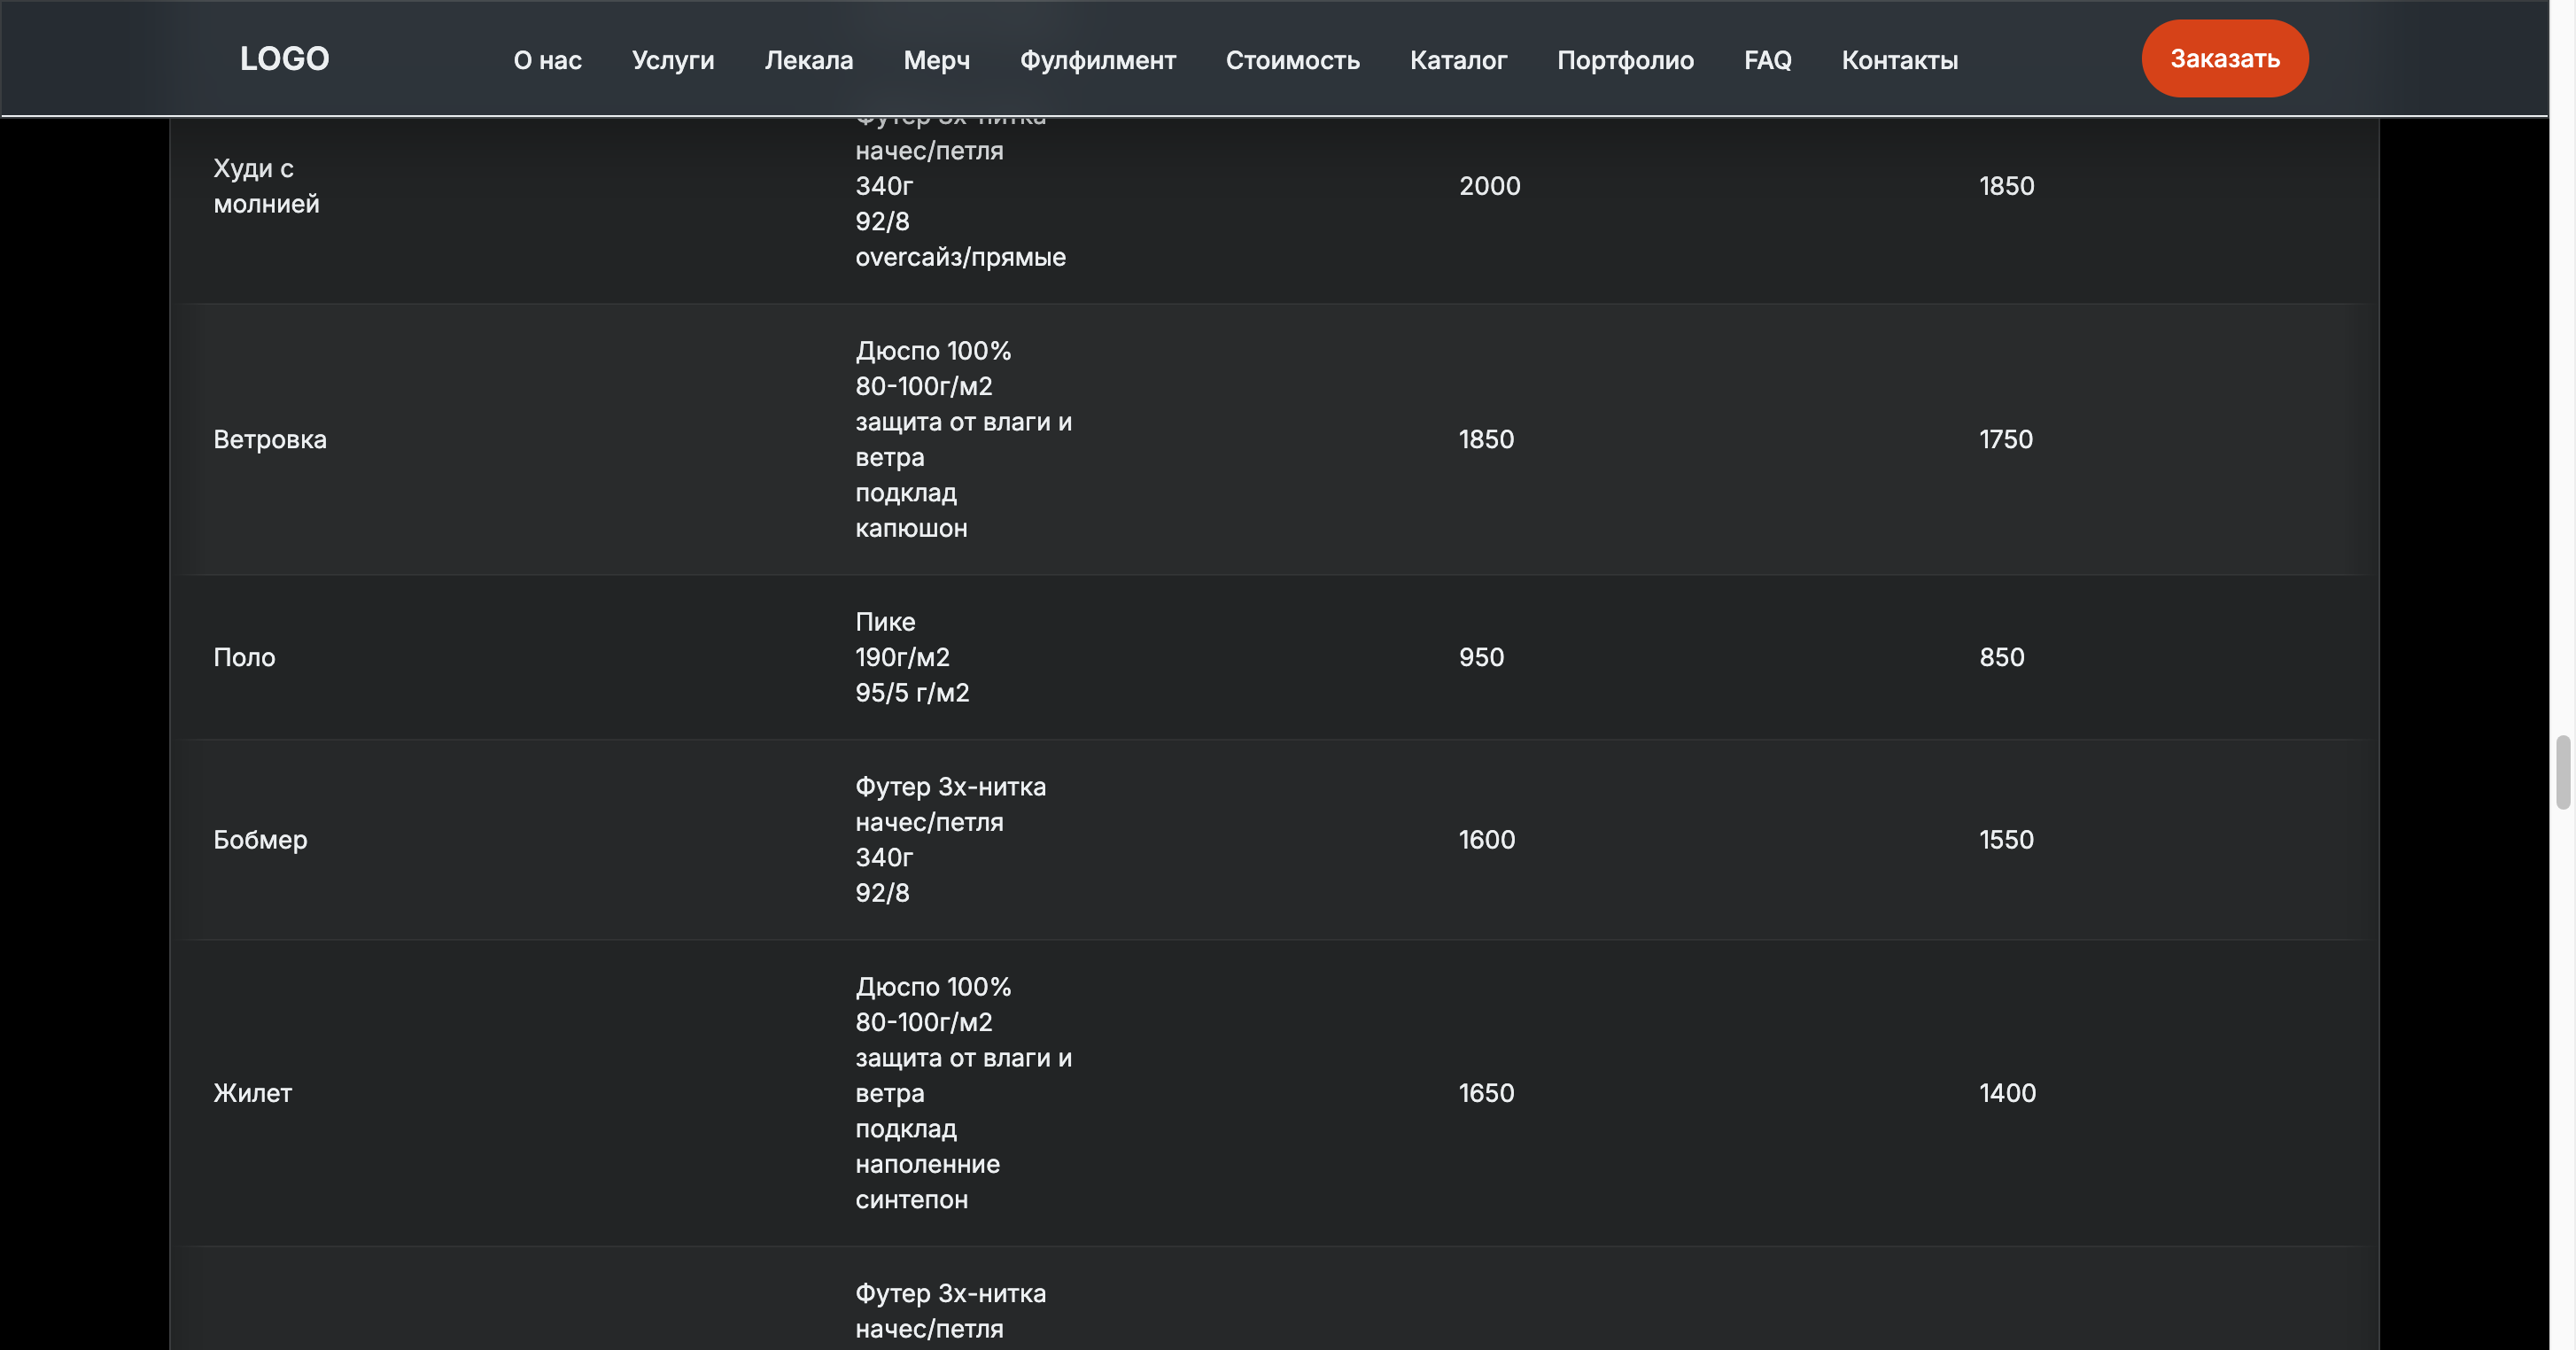 LOGO О нас Услуги Лекала Мерч Фулфилмент Стоимость Каталог Портфолио FAQ Контакты Заказать
Футер 3х-нитка
Худи с
молнией
начес/петля
340г
92/8
overсайз/прямые
2000
1850
Ветровка
Дюспо 100%
80-100г/м2
защита от влаги и
ветра
подклад
капюшон
1850
1750
Поло
Пике
190г/м2
95/5 г/м2
950
850
Бобмер
Футер 3х-нитка
начес/петля
340г
92/8
1600
1550
Жилет
Дюспо 100%
80-100г/м2
защита от влаги и
ветра
подклад
наполенние
синтепон
1650
1400
Футер 3х-нитка
начес/петля